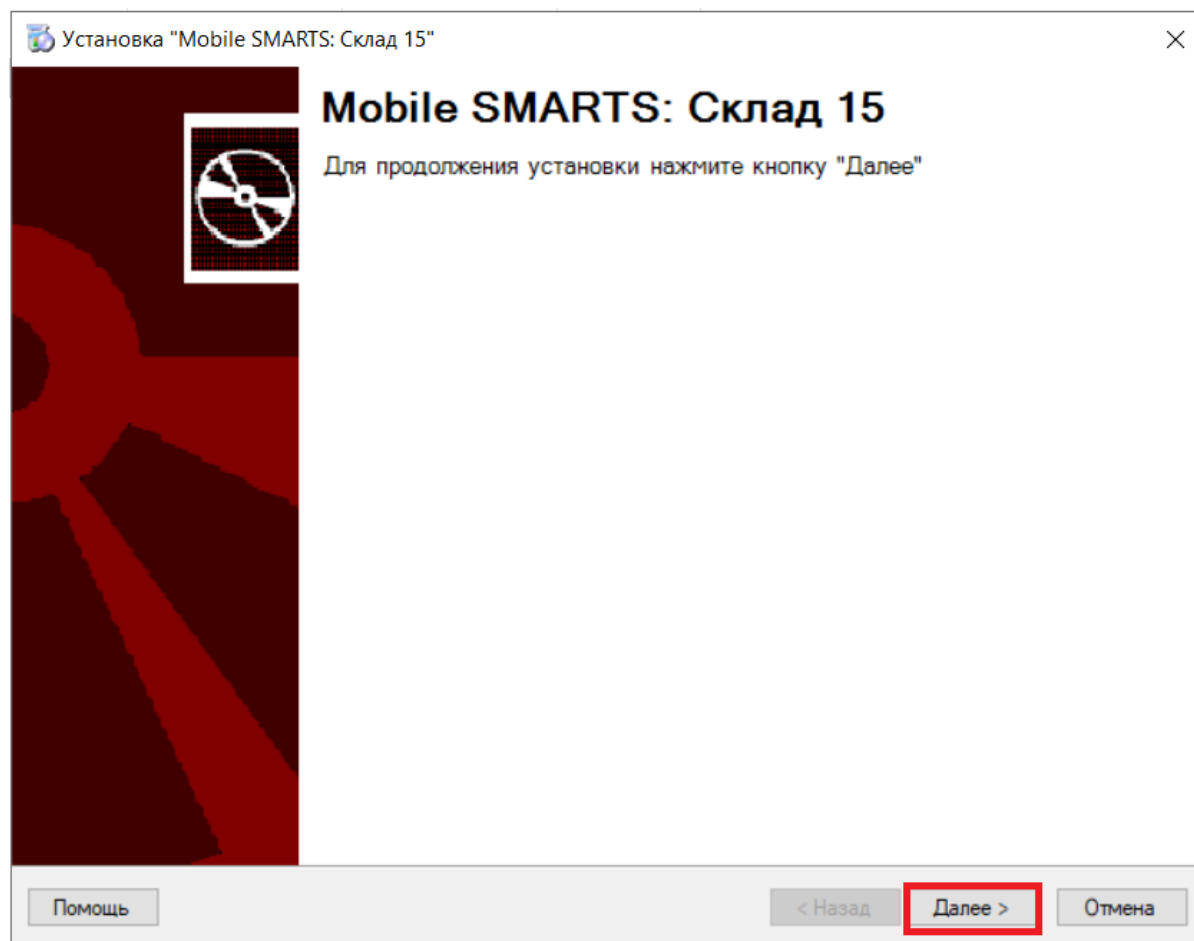 Установка "Mobile SMARTS: Склад 15"
Mobile SMARTS: Склад 15
Для продолжения установки нажмите кнопку "Далее"
Помощь
< Назад
Далее >
Отмена